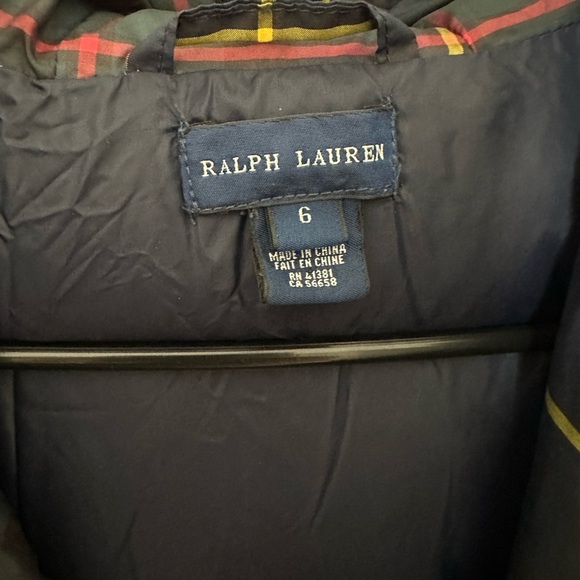 RALPH LAUREN
6
MADE IN CHINA
FAIT EN CHINE
RN 41381
CA 56658